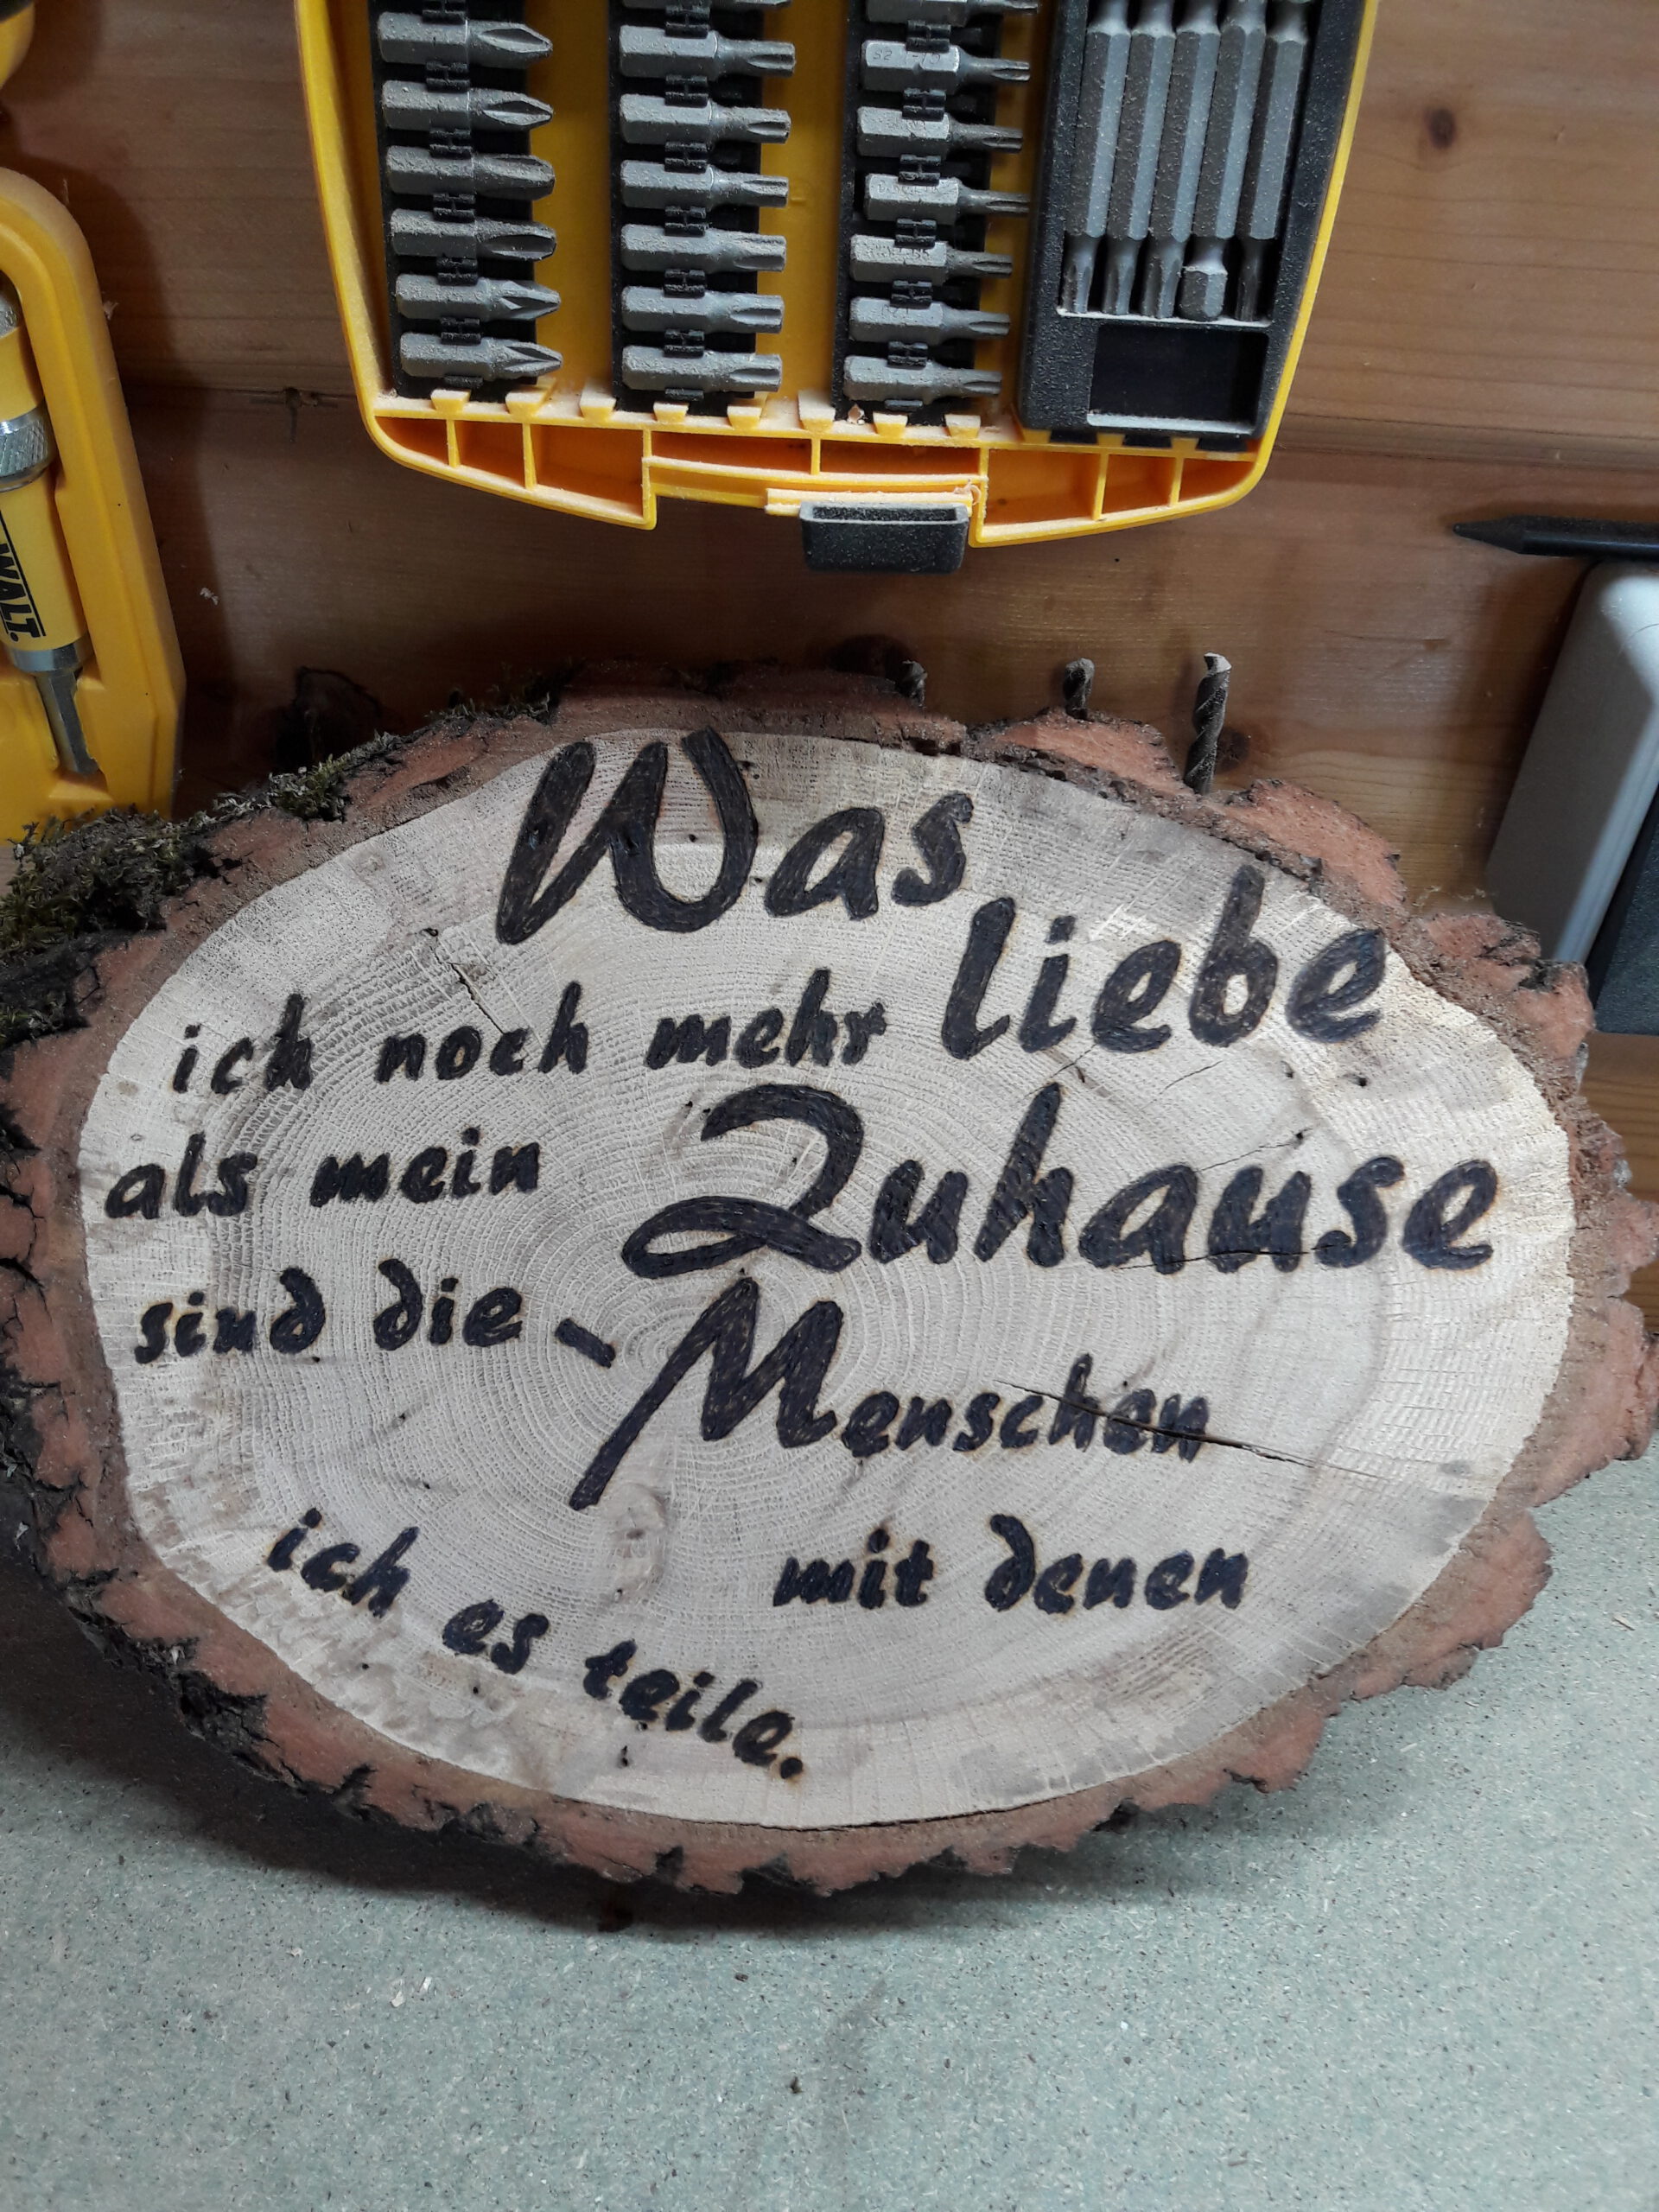 WALT.
Was
liebe
ich noch mehr
als mein Zuhause
sind die - Menschen
mit denen
ich es teile.